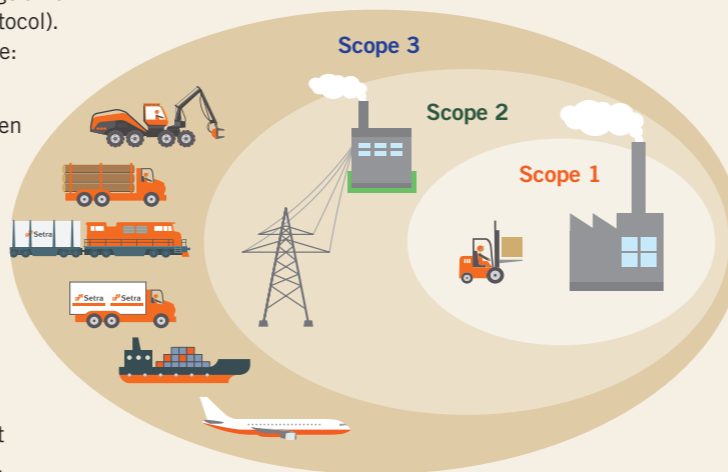 tocol).
e:
en
t
Scope 3
Scope 2
Scope 1
Setra
Setra Setra